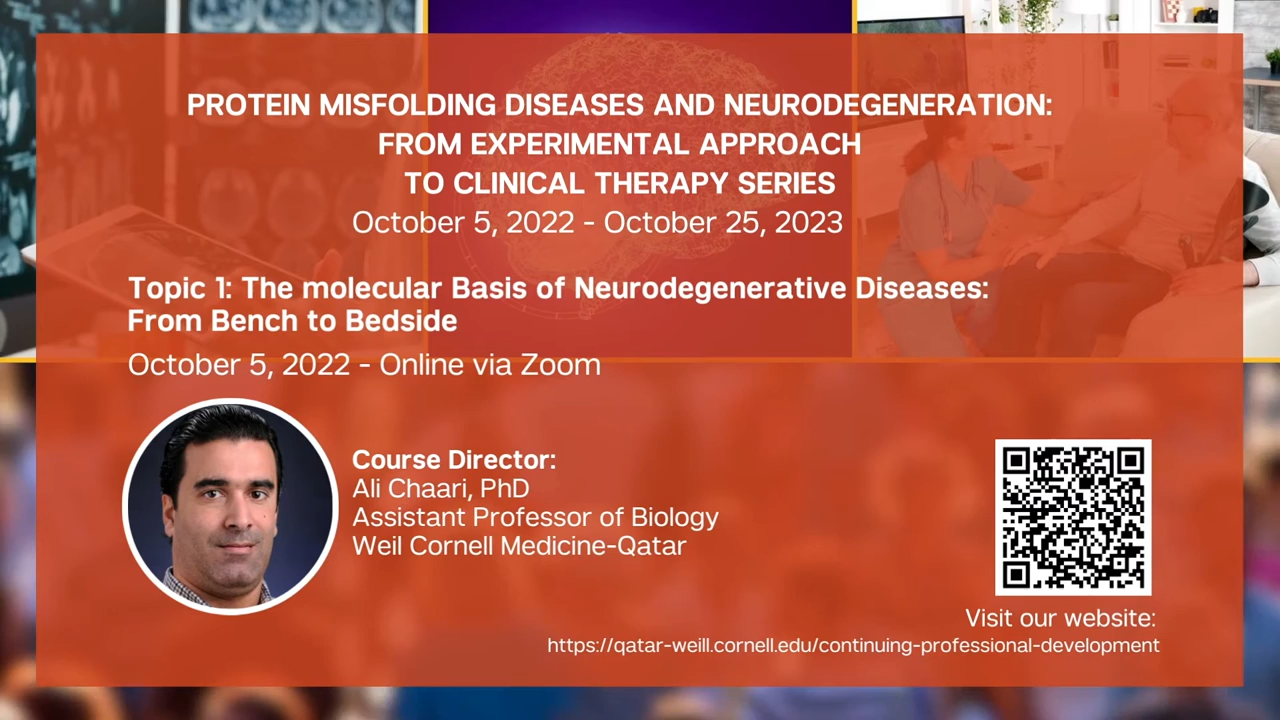 PROTEIN MISFOLDING DISEASES AND NEURODEGENERATION:
FROM EXPERIMENTAL APPROACH
TO CLINICAL THERAPY SERIES
October 5, 2022 - October 25, 2023
Topic 1: The molecular Basis of Neurodegenerative Diseases:
From Bench to Bedside
October 5, 2022 - Online via Zoom
Course Director:
Ali Chaari, PhD
Assistant Professor of Biology
Weil Cornell Medicine-Qatar
Visit our website:
https://qatar-weill.cornell.edu/continuing-professional-development